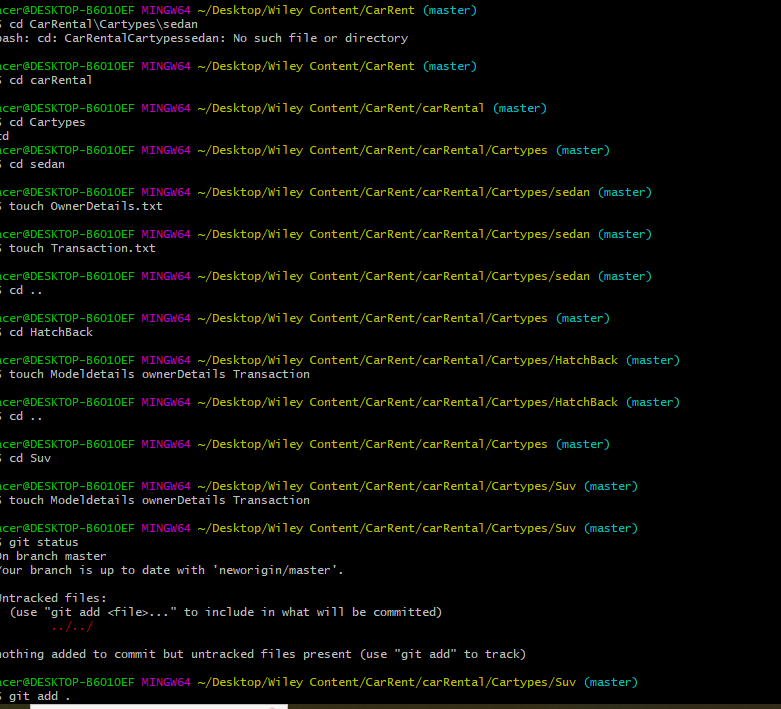 acer@DESKTOP-B6010EF MINGW64 ~/Desktop/Wiley Content/CarRent (master)
$ cd CarRental\Cartypes\sedan
bash: cd: CarRentalCartypessedan: No such file or directory
acer@DESKTOP-B6010EF MINGW64 ~/Desktop/Wiley Content/CarRent (master)
$ cd carRental
acer@DESKTOP-B6010EF MINGW64 ~/Desktop/Wiley Content/CarRent/carRental (master)
$ cd Cartypes
cd
acer@DESKTOP-B6010EF MINGW64 ~/Desktop/Wiley Content/CarRent/carRental/Cartypes (master)
$ cd sedan
acer@DESKTOP-B6010EF MINGW64 ~/Desktop/Wiley Content/CarRent/carRental/Cartypes/sedan (master)
$ touch OwnerDetails.txt
acer@DESKTOP-B6010EF MINGW64 ~/Desktop/Wiley Content/CarRent/carRental/Cartypes/sedan (master)
$ touch Transaction.txt
acer@DESKTOP-B6010EF MINGW64 ~/Desktop/Wiley Content/CarRent/carRental/Cartypes/sedan (master)
$ cd ..
acer@DESKTOP-B6010EF MINGW64 ~/Desktop/Wiley Content/CarRent/carRental/Cartypes (master)
$ cd HatchBack
acer@DESKTOP-B6010EF MINGW64 ~/Desktop/Wiley Content/CarRent/carRental/Cartypes/HatchBack (master)
$ touch Modeldetails ownerDetails Transaction
acer@DESKTOP-B6010EF MINGW64 ~/Desktop/Wiley Content/CarRent/carRental/Cartypes/HatchBack (master)
$ cd ..
acer@DESKTOP-B6010EF MINGW64 ~/Desktop/Wiley Content/CarRent/carRental/Cartypes (master)
$ cd Suv
acer@DESKTOP-B6010EF MINGW64 ~/Desktop/Wiley Content/CarRent/carRental/Cartypes/Suv (master)
$ touch Modeldetails ownerDetails Transaction
acer@DESKTOP-B6010EF MINGW64 ~/Desktop/Wiley Content/CarRent/carRental/Cartypes/Suv (master)
$ git status
On branch master
Your branch is up to date with 'neworigin/master'.
Untracked files:
(use "git add <file>..." to include in what will be committed)
../../
nothing added to commit but untracked files present (use "git add" to track)
acer@DESKTOP-B6010EF MINGW64 ~/Desktop/Wiley Content/CarRent/carRental/Cartypes/Suv (master)
$ git add .